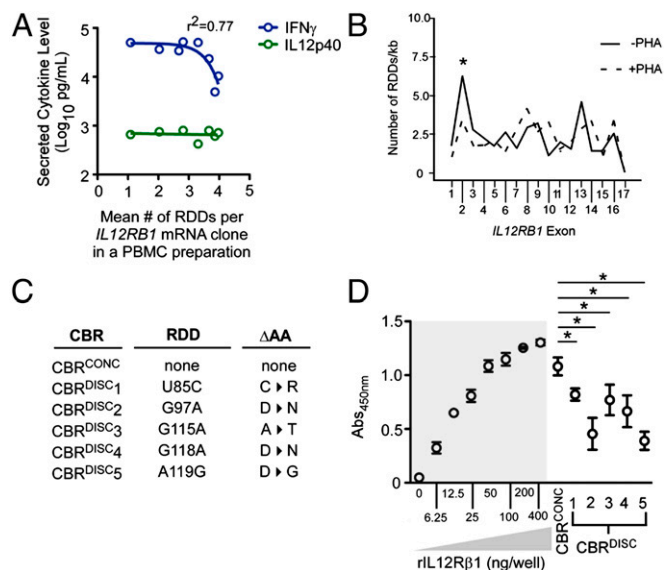 A
r²=0.77
IFNγ
IL12p40
Secreted Cytokine Level
(Log₁₀ pg/mL)
5
4
3
2
0 1 2 3 4 5
Mean # of RDDs per
IL12RB1 mRNA clone
in a PBMC preparation
B
-PHA
+PHA
*
Number of RDDs/kb
10.0
7.5
5.0
2.5
0
1 3 5 6 7 9 11 13 15 17
2 4 6 8 10 12 14 16
IL12RB1 Exon
C
CBR RDD ΔAA
CBRᶜᴼᴺᶜ none none
CBRᴰᴵˢᶜ1 U85C C▸R
CBRᴰᴵˢᶜ2 G97A D▸N
CBRᴰᴵˢᶜ3 G115A A▸T
CBRᴰᴵˢᶜ4 G118A D▸N
CBRᴰᴵˢᶜ5 A119G D▸G
D
*
*
*
*
*
Abs₄₅₀ₙₘ
1.5
1.0
0.5
0
0 12.5 50 200
6.25 25 100 400
rIL12Rβ1 (ng/well)
CBRᶜᴼᴺᶜ
1 2 3 4 5
CBRᴰᴵˢᶜ